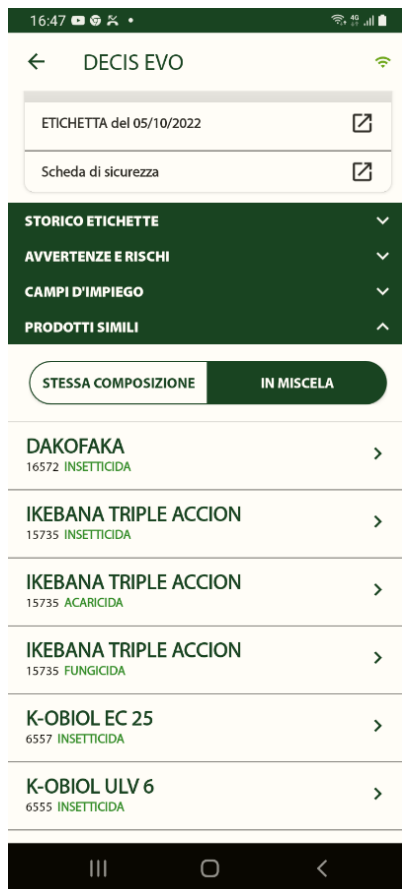 16:47
4G
DECIS EVO
ETICHETTA del 05/10/2022
Scheda di sicurezza
STORICO ETICHETTE
AVVERTENZE E RISCHI
CAMPI D'IMPIEGO
PRODOTTI SIMILI
STESSA COMPOSIZIONE IN MISCELA
DAKOFAKA
16572 INSETTICIDA
IKEBANA TRIPLE ACCION
15735 INSETTICIDA
IKEBANA TRIPLE ACCION
15735 ACARICIDA
IKEBANA TRIPLE ACCION
15735 FUNGICIDA
K-OBIOL EC 25
6557 INSETTICIDA
K-OBIOL ULV 6
6555 INSETTICIDA